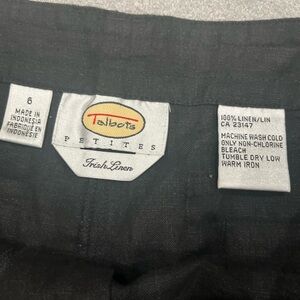 6
MADE IN
INDONESIA
FABRIQUÉ EN
INDONESIE
Talbots
PETITES
Irish Linen
100% LINEN/LIN
CA 23147
MACHINE WASH COLD
ONLY NON-CHLORINE
BLEACH
TUMBLE DRY LOW
WARM IRON